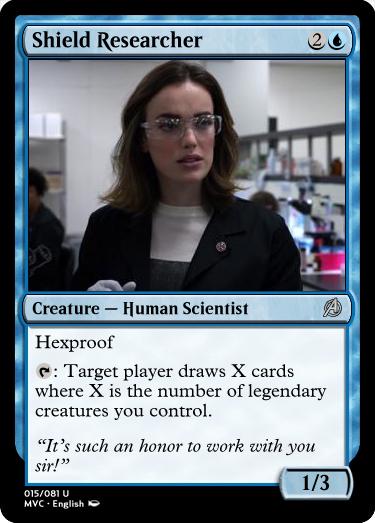 Shield Researcher 2
Creature — Human Scientist
Hexproof
: Target player draws X cards
where X is the number of legendary
creatures you control.
“It's such an honor to work with you
sir!”
1/3
015/081 U
MVC • English